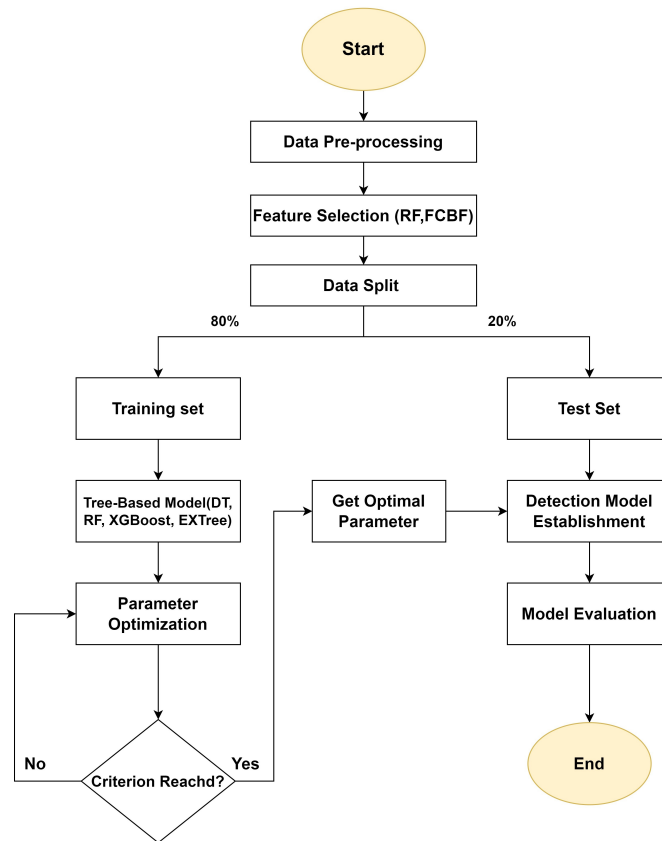 Start
Data Pre-processing
Feature Selection (RF,FCBF)
Data Split
80%
20%
Training set
Test Set
Tree-Based Model(DT,
RF, XGBoost, EXTree)
Get Optimal
Parameter
Detection Model
Establishment
Parameter
Optimization
Model Evaluation
No
Yes
Criterion Reachd?
End